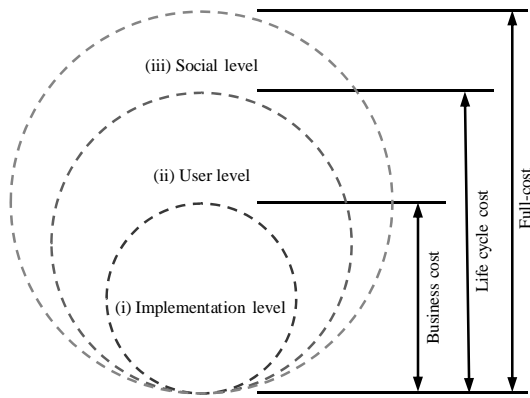 (iii) Social level
(ii) User level
(i) Implementation level
Business cost
Life cycle cost
Full-cost